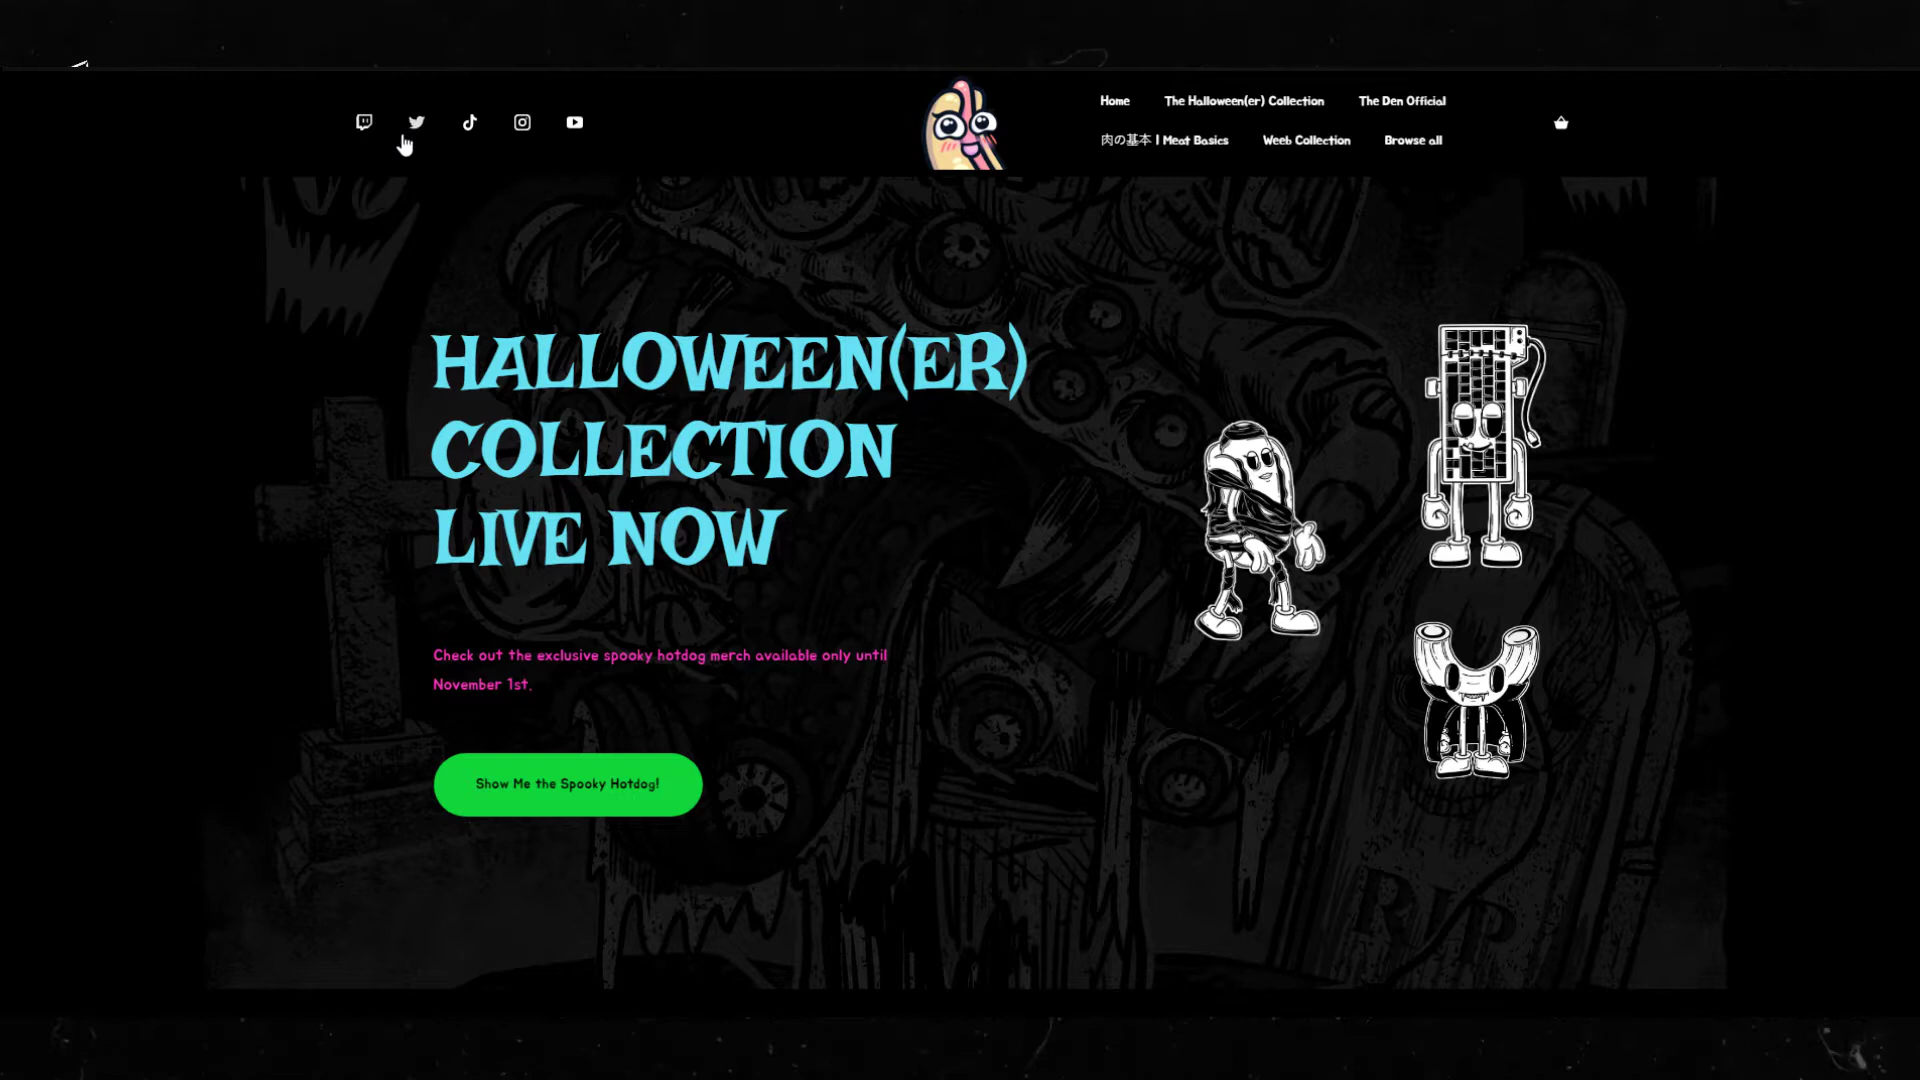 Home The Halloween(er) Collection The Den Official
肉の基本 | Meat Basics Weeb Collection Browse all
HALLOWEEN(ER)
COLLECTION
LIVE NOW
Check out the exclusive spooky hotdog merch available only until
November 1st.
Show Me the Spooky Hotdog!
RIP